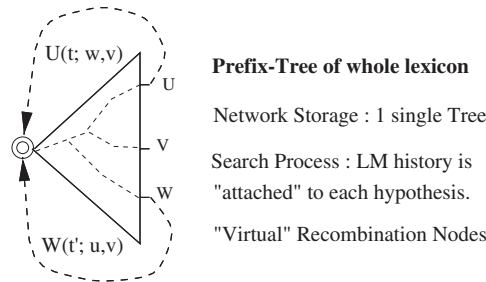 U(t; w,v)
U
V
W
W(t'; u,v)
Prefix-Tree of whole lexicon
Network Storage : 1 single Tree
Search Process : LM history is
"attached" to each hypothesis.
"Virtual" Recombination Nodes